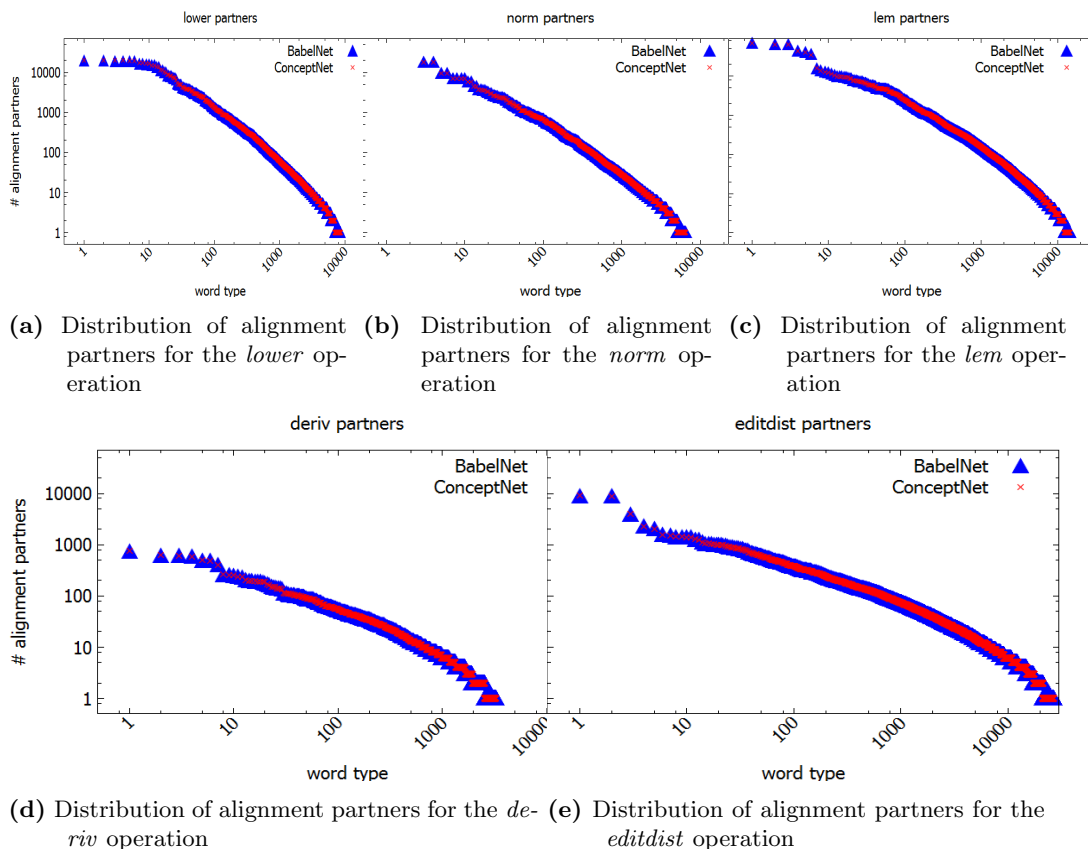 lower partners
norm partners
lem partners
BabelNet
ConceptNet
BabelNet
ConceptNet
BabelNet
ConceptNet
# alignment partners
10000
1000
100
10
1
1
10
100
1000
10000
1
10
100
1000
10000
1
10
100
1000
10000
word type
word type
word type
(a) Distribution of alignment
partners for the lower op-
eration
(b) Distribution of alignment
partners for the norm op-
eration
(c) Distribution of alignment
partners for the lem oper-
ation
deriv partners
editdist partners
BabelNet
ConceptNet
BabelNet
ConceptNet
# alignment partners
10000
1000
100
10
1
1
10
100
1000
10000
1
10
100
1000
10000
word type
word type
(d) Distribution of alignment partners for the de-
riv operation
(e) Distribution of alignment partners for the
editdist operation